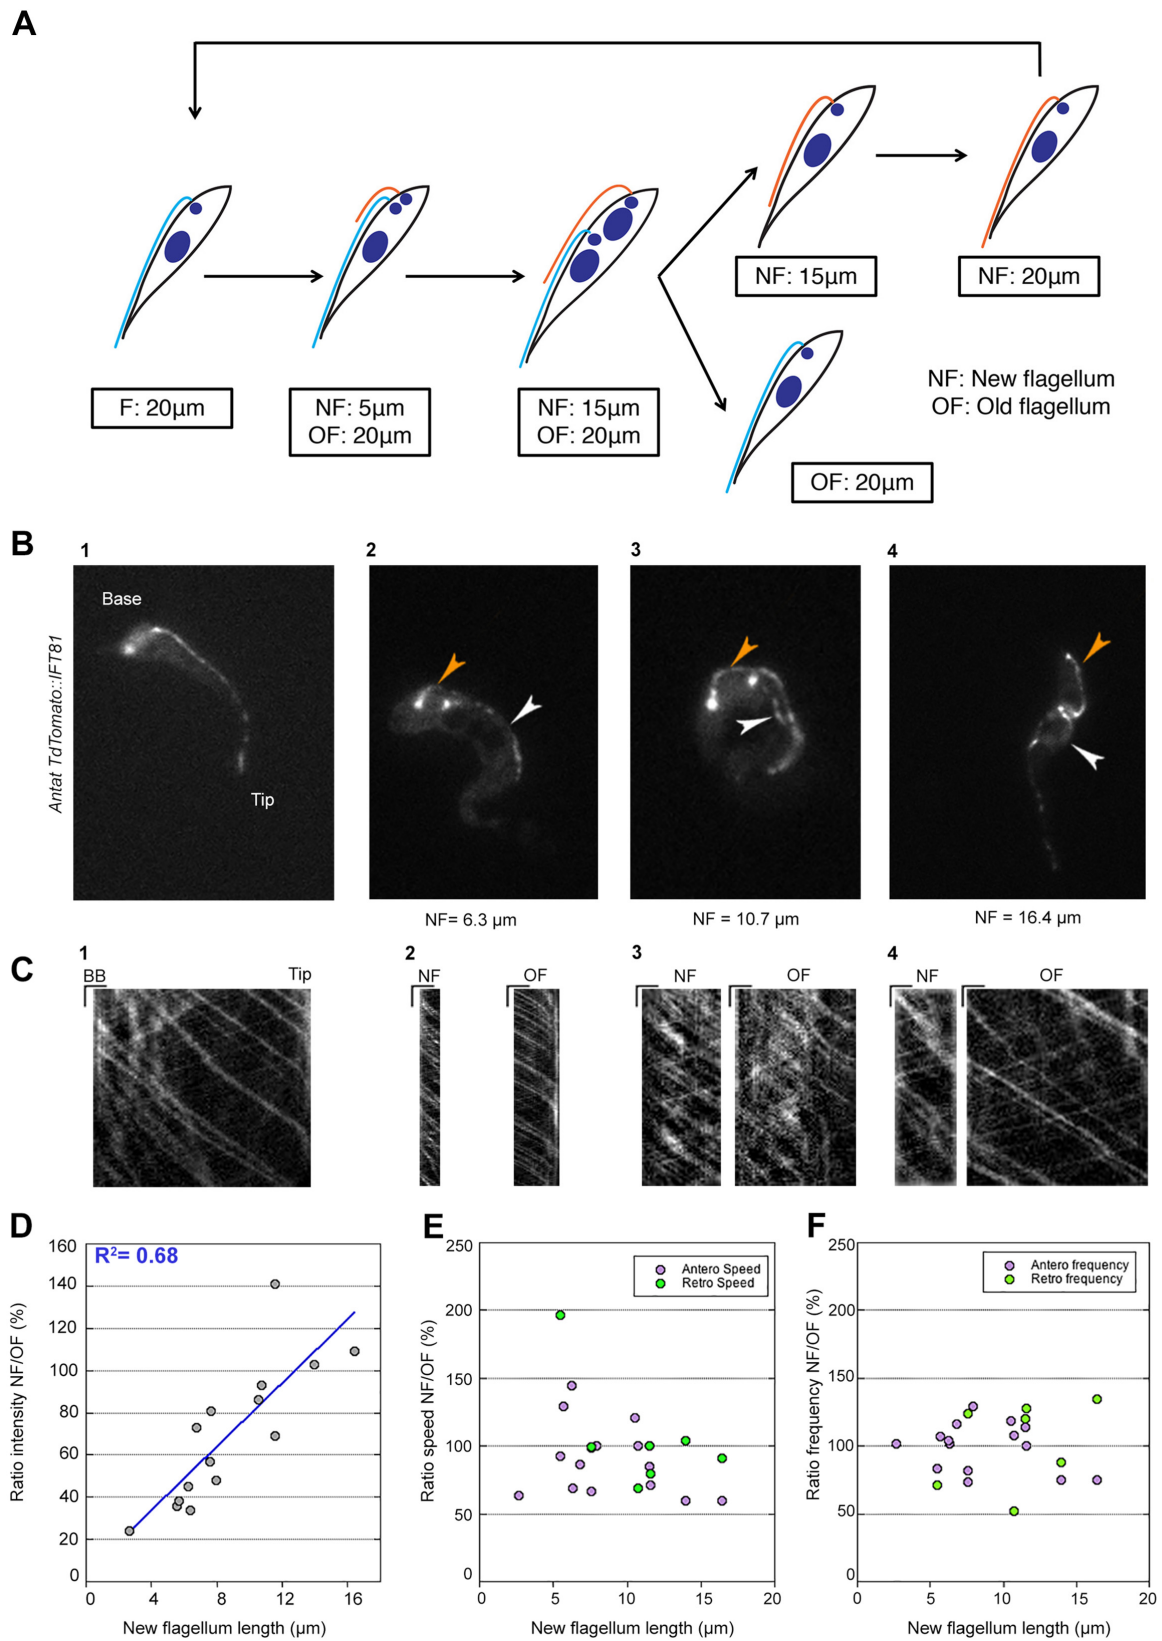 A
F: 20µm
NF: 5µm
OF: 20µm
NF: 15µm
OF: 20µm
NF: 15µm
NF: 20µm
OF: 20µm
NF: New flagellum
OF: Old flagellum
B
1
2
3
4
Antat TdTomato::IFT81
Base
Tip
NF= 6.3 µm
NF = 10.7 µm
NF = 16.4 µm
C
1
2
3
4
BB
Tip
NF
OF
NF
OF
NF
OF
D
R²= 0.68
Ratio intensity NF/OF (%)
160
140
120
100
80
60
40
20
0
0
4
8
12
16
New flagellum length (µm)
E
Antero Speed
Retro Speed
Ratio speed NF/OF (%)
250
200
150
100
50
0
0
5
10
15
20
New flagellum length (µm)
F
Antero frequency
Retro frequency
Ratio frequency NF/OF (%)
250
200
150
100
50
0
0
5
10
15
20
New flagellum length (µm)